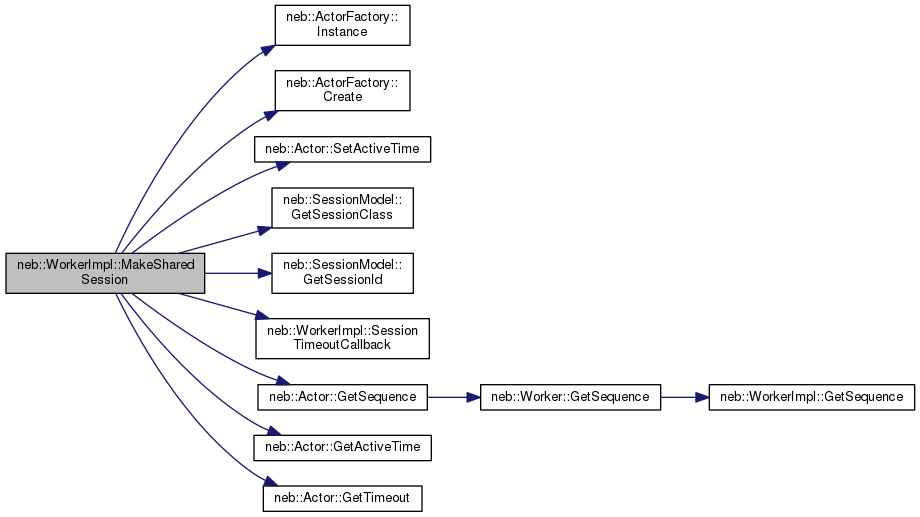 neb::ActorFactory::
Instance
neb::ActorFactory::
Create
neb::Actor::SetActiveTime
neb::SessionModel::
GetSessionClass
neb::WorkerImpl::MakeShared
Session
neb::SessionModel::
GetSessionId
neb::WorkerImpl::Session
TimeoutCallback
neb::Actor::GetSequence
neb::Worker::GetSequence
neb::WorkerImpl::GetSequence
neb::Actor::GetActiveTime
neb::Actor::GetTimeout